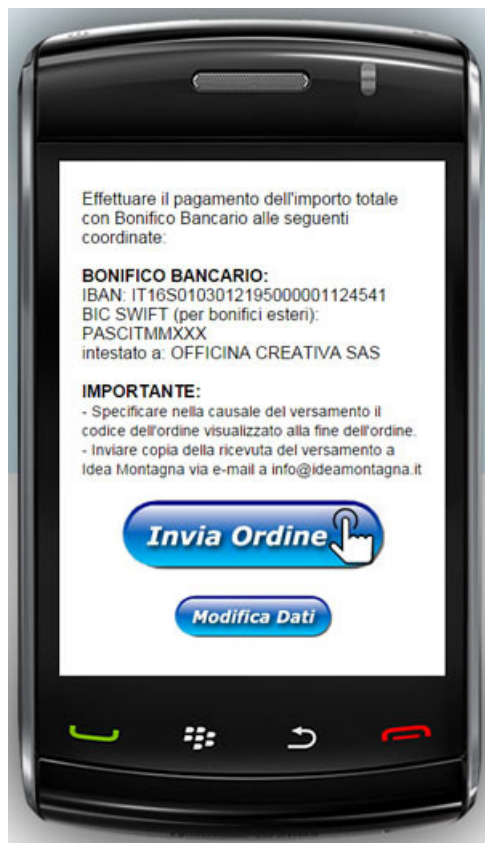 Effettuare il pagamento dell'importo totale
con Bonifico Bancario alle seguenti
coordinate:
BONIFICO BANCARIO:
IBAN: IT16S0103012195000001124541
BIC SWIFT (per bonifici esteri):
PASCITMMXXX
intestato a: OFFICINA CREATIVA SAS
IMPORTANTE:
- Specificare nella causale del versamento il
codice dell'ordine visualizzato alla fine dell'ordine.
- Inviare copia della ricevuta del versamento a
Idea Montagna via e-mail a info@ideamontagna.it
Invia Ordine
Modifica Dati